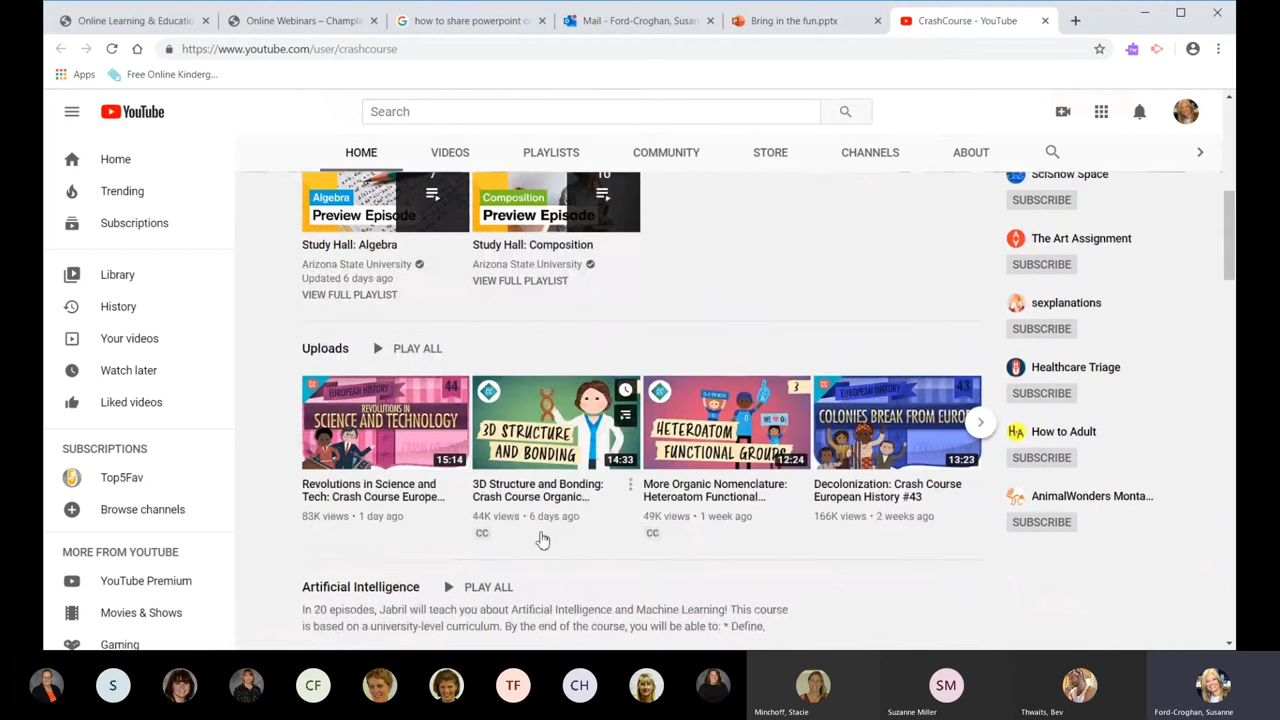 Online Learning & Educatio
Online Webinars – Champla
how to share powerpoint o
Mail - Ford-Croghan, Susan
Bring in the fun.pptx
CrashCourse - YouTube
https://www.youtube.com/user/crashcourse
Apps
Free Online Kinderg...
YouTube
Search
HOME
VIDEOS
PLAYLISTS
COMMUNITY
STORE
CHANNELS
ABOUT
Home
Trending
Subscriptions
Library
History
Your videos
Watch later
Liked videos
SUBSCRIPTIONS
Top5Fav
Browse channels
MORE FROM YOUTUBE
YouTube Premium
Movies & Shows
Gaming
Algebra
Preview Episode
Composition
Preview Episode
Study Hall: Algebra
Arizona State University
Updated 6 days ago
VIEW FULL PLAYLIST
Study Hall: Composition
Arizona State University
VIEW FULL PLAYLIST
Uploads
PLAY ALL
EUROPEAN HISTORY
44
REVOLUTIONS IN
SCIENCE AND TECHNOLOGY
15:14
Revolutions in Science and
Tech: Crash Course Europe...
83K views • 1 day ago
3D STRUCTURE
AND BONDING
14:33
3D Structure and Bonding:
Crash Course Organic...
44K views • 6 days ago
CC
3
HETEROATOM
FUNCTIONAL GROUPS
12:24
More Organic Nomenclature:
Heteroatom Functional...
49K views • 1 week ago
CC
EUROPEAN HISTORY
43
COLONIES BREAK FROM EUROP
13:23
Decolonization: Crash Course
European History #43
166K views • 2 weeks ago
Artificial Intelligence
PLAY ALL
In 20 episodes, Jabril will teach you about Artificial Intelligence and Machine Learning! This course
is based on a university-level curriculum. By the end of the course, you will be able to: * Define,
SciShow Space
SUBSCRIBE
The Art Assignment
SUBSCRIBE
sexplanations
SUBSCRIBE
Healthcare Triage
SUBSCRIBE
How to Adult
SUBSCRIBE
AnimalWonders Monta...
SUBSCRIBE
S
CF
TF
CH
SM
Minchoff, Stacie
Suzanne Miller
Thwaits, Bev
Ford-Croghan, Susanne